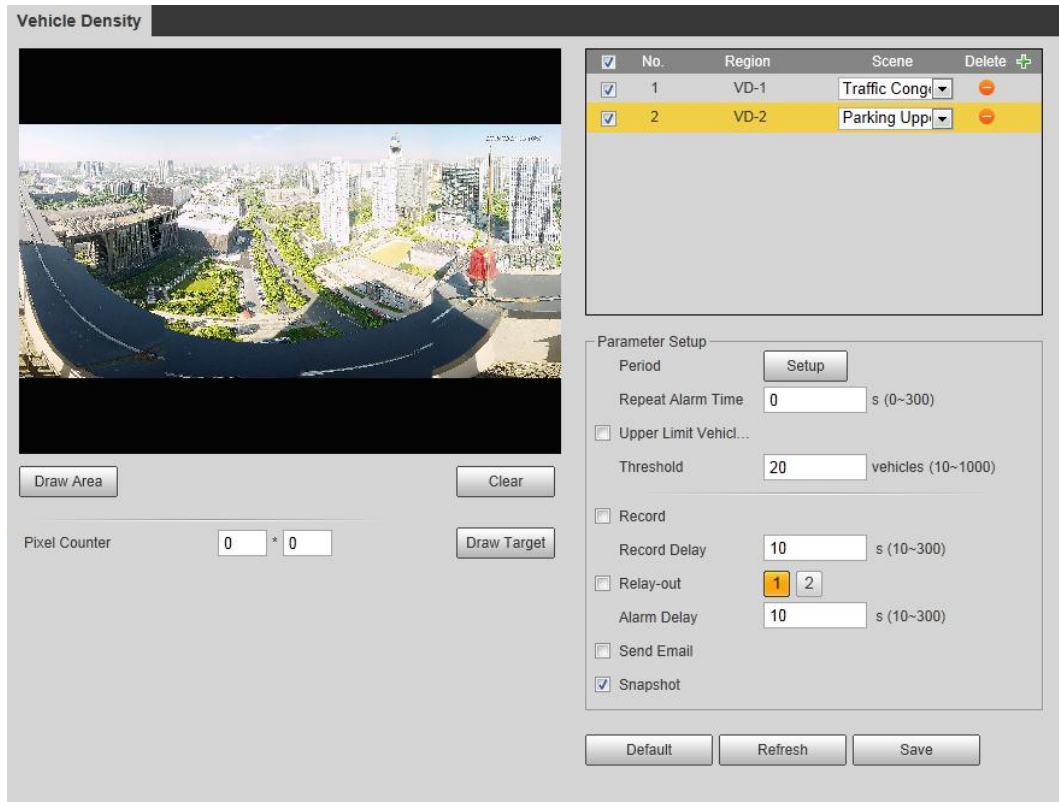 Vehicle Density
No. Region Scene Delete
1 VD-1 Traffic Cong
2 VD-2 Parking Upp
Parameter Setup
Period Setup
Repeat Alarm Time 0 s (0~300)
Upper Limit Vehicl...
Threshold 20 vehicles (10~1000)
Draw Area Clear
Record
Pixel Counter 0 * 0 Draw Target
Record Delay 10 s (10~300)
Relay-out 1 2
Alarm Delay 10 s (10~300)
Send Email
Snapshot
Default Refresh Save